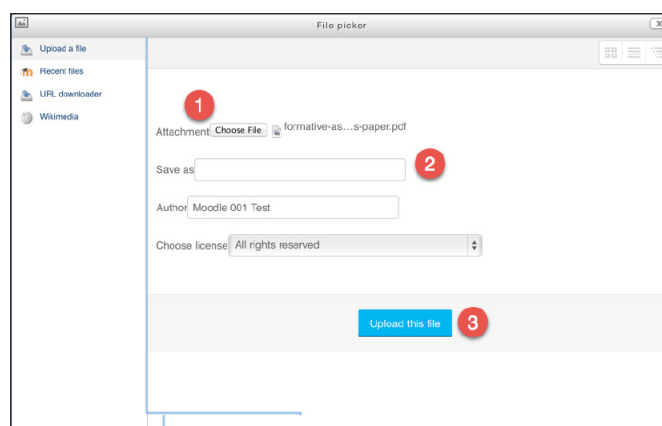 File picker
Upload a file
Recent files
URL downloader
Wikimedia
1
Attachment Choose File formative-as...s-paper.pdf
Save as
2
Author Moodle 001 Test
Choose license All rights reserved
Upload this file 3